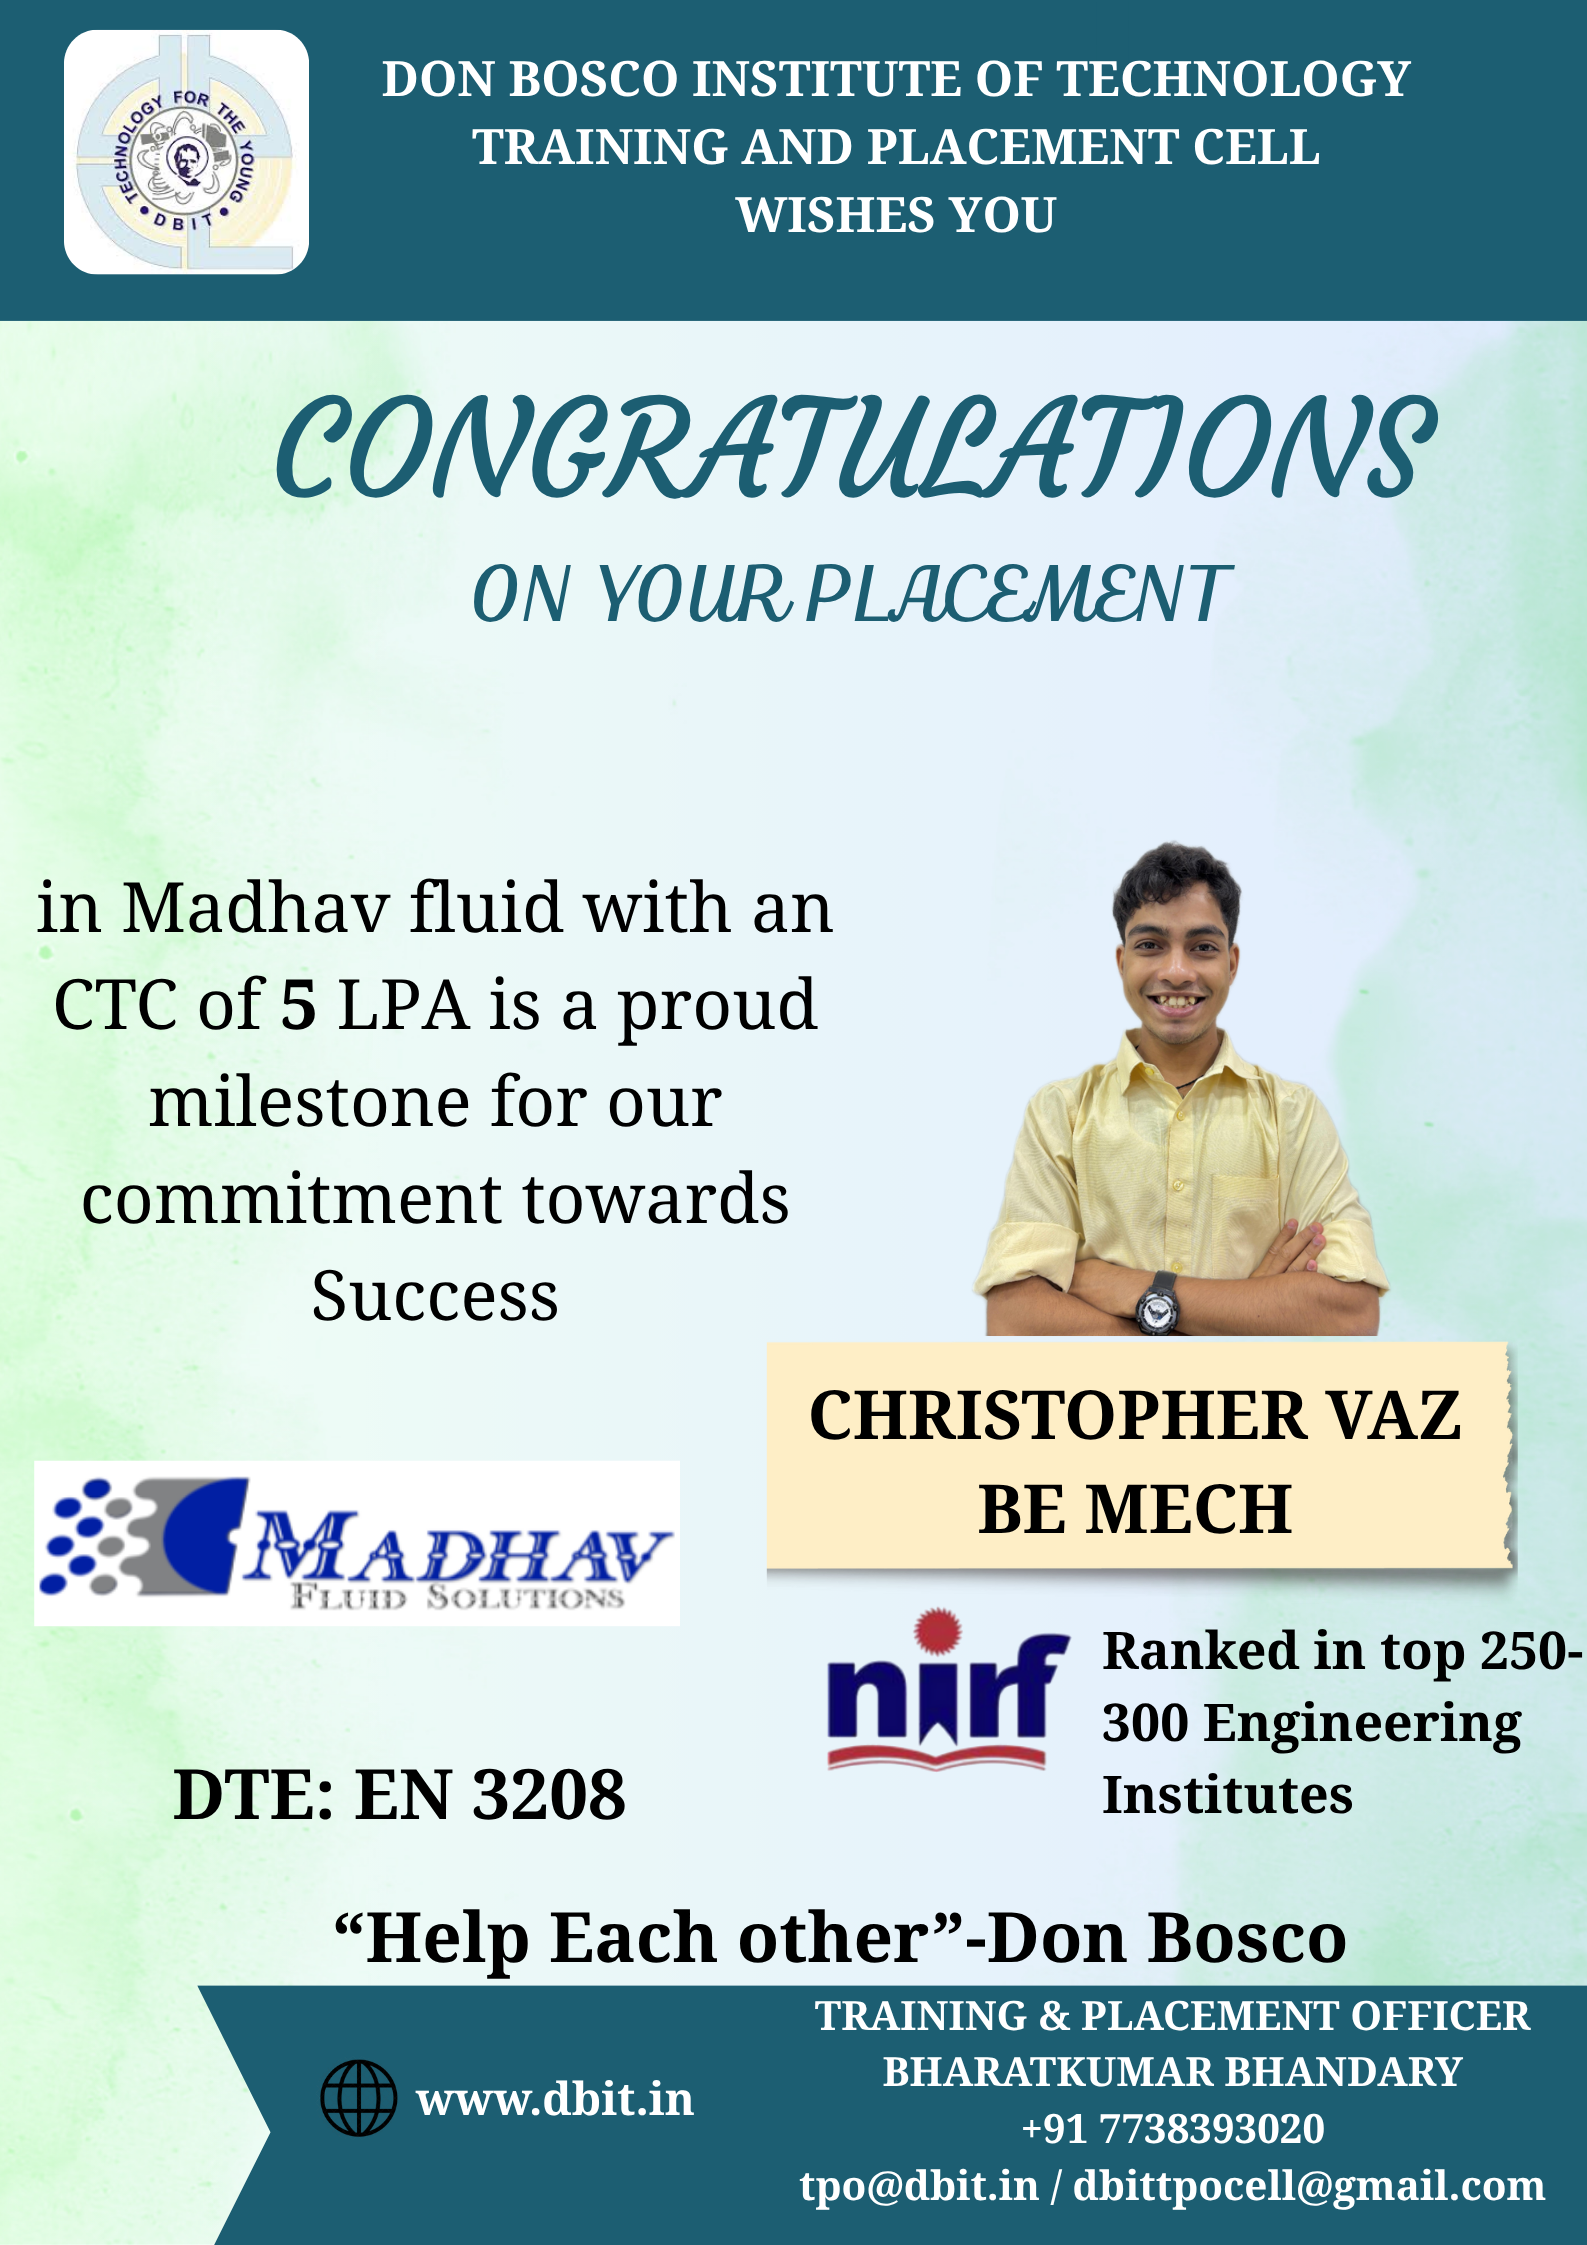 TECHNOLOGY FOR THE YOUNG
• DBIT •
DON BOSCO INSTITUTE OF TECHNOLOGY
TRAINING AND PLACEMENT CELL
WISHES YOU
CONGRATULATIONS
ON YOUR PLACEMENT
in Madhav fluid with an
CTC of 5 LPA is a proud
milestone for our
commitment towards
Success
CHRISTOPHER VAZ
BE MECH
MADHAV
FLUID SOLUTIONS
nirf
Ranked in top 250-
300 Engineering
Institutes
DTE: EN 3208
“Help Each other”-Don Bosco
www.dbit.in
TRAINING & PLACEMENT OFFICER
BHARATKUMAR BHANDARY
+91 7738393020
tpo@dbit.in / dbittpocell@gmail.com